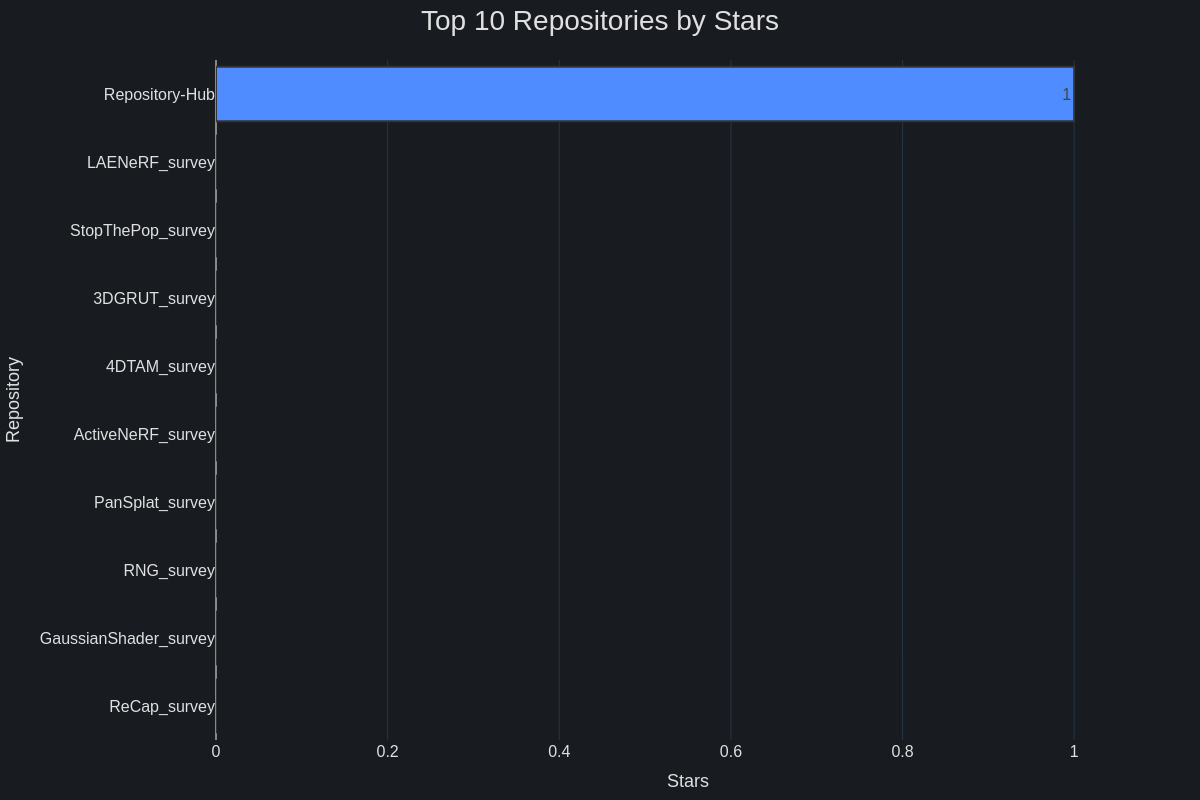 Top 10 Repositories by Stars
Repository
Repository-Hub
1
LAENeRF_survey
StopThePop_survey
3DGRUT_survey
4DTAM_survey
ActiveNeRF_survey
PanSplat_survey
RNG_survey
GaussianShader_survey
ReCap_survey
0 0.2 0.4 0.6 0.8 1
Stars